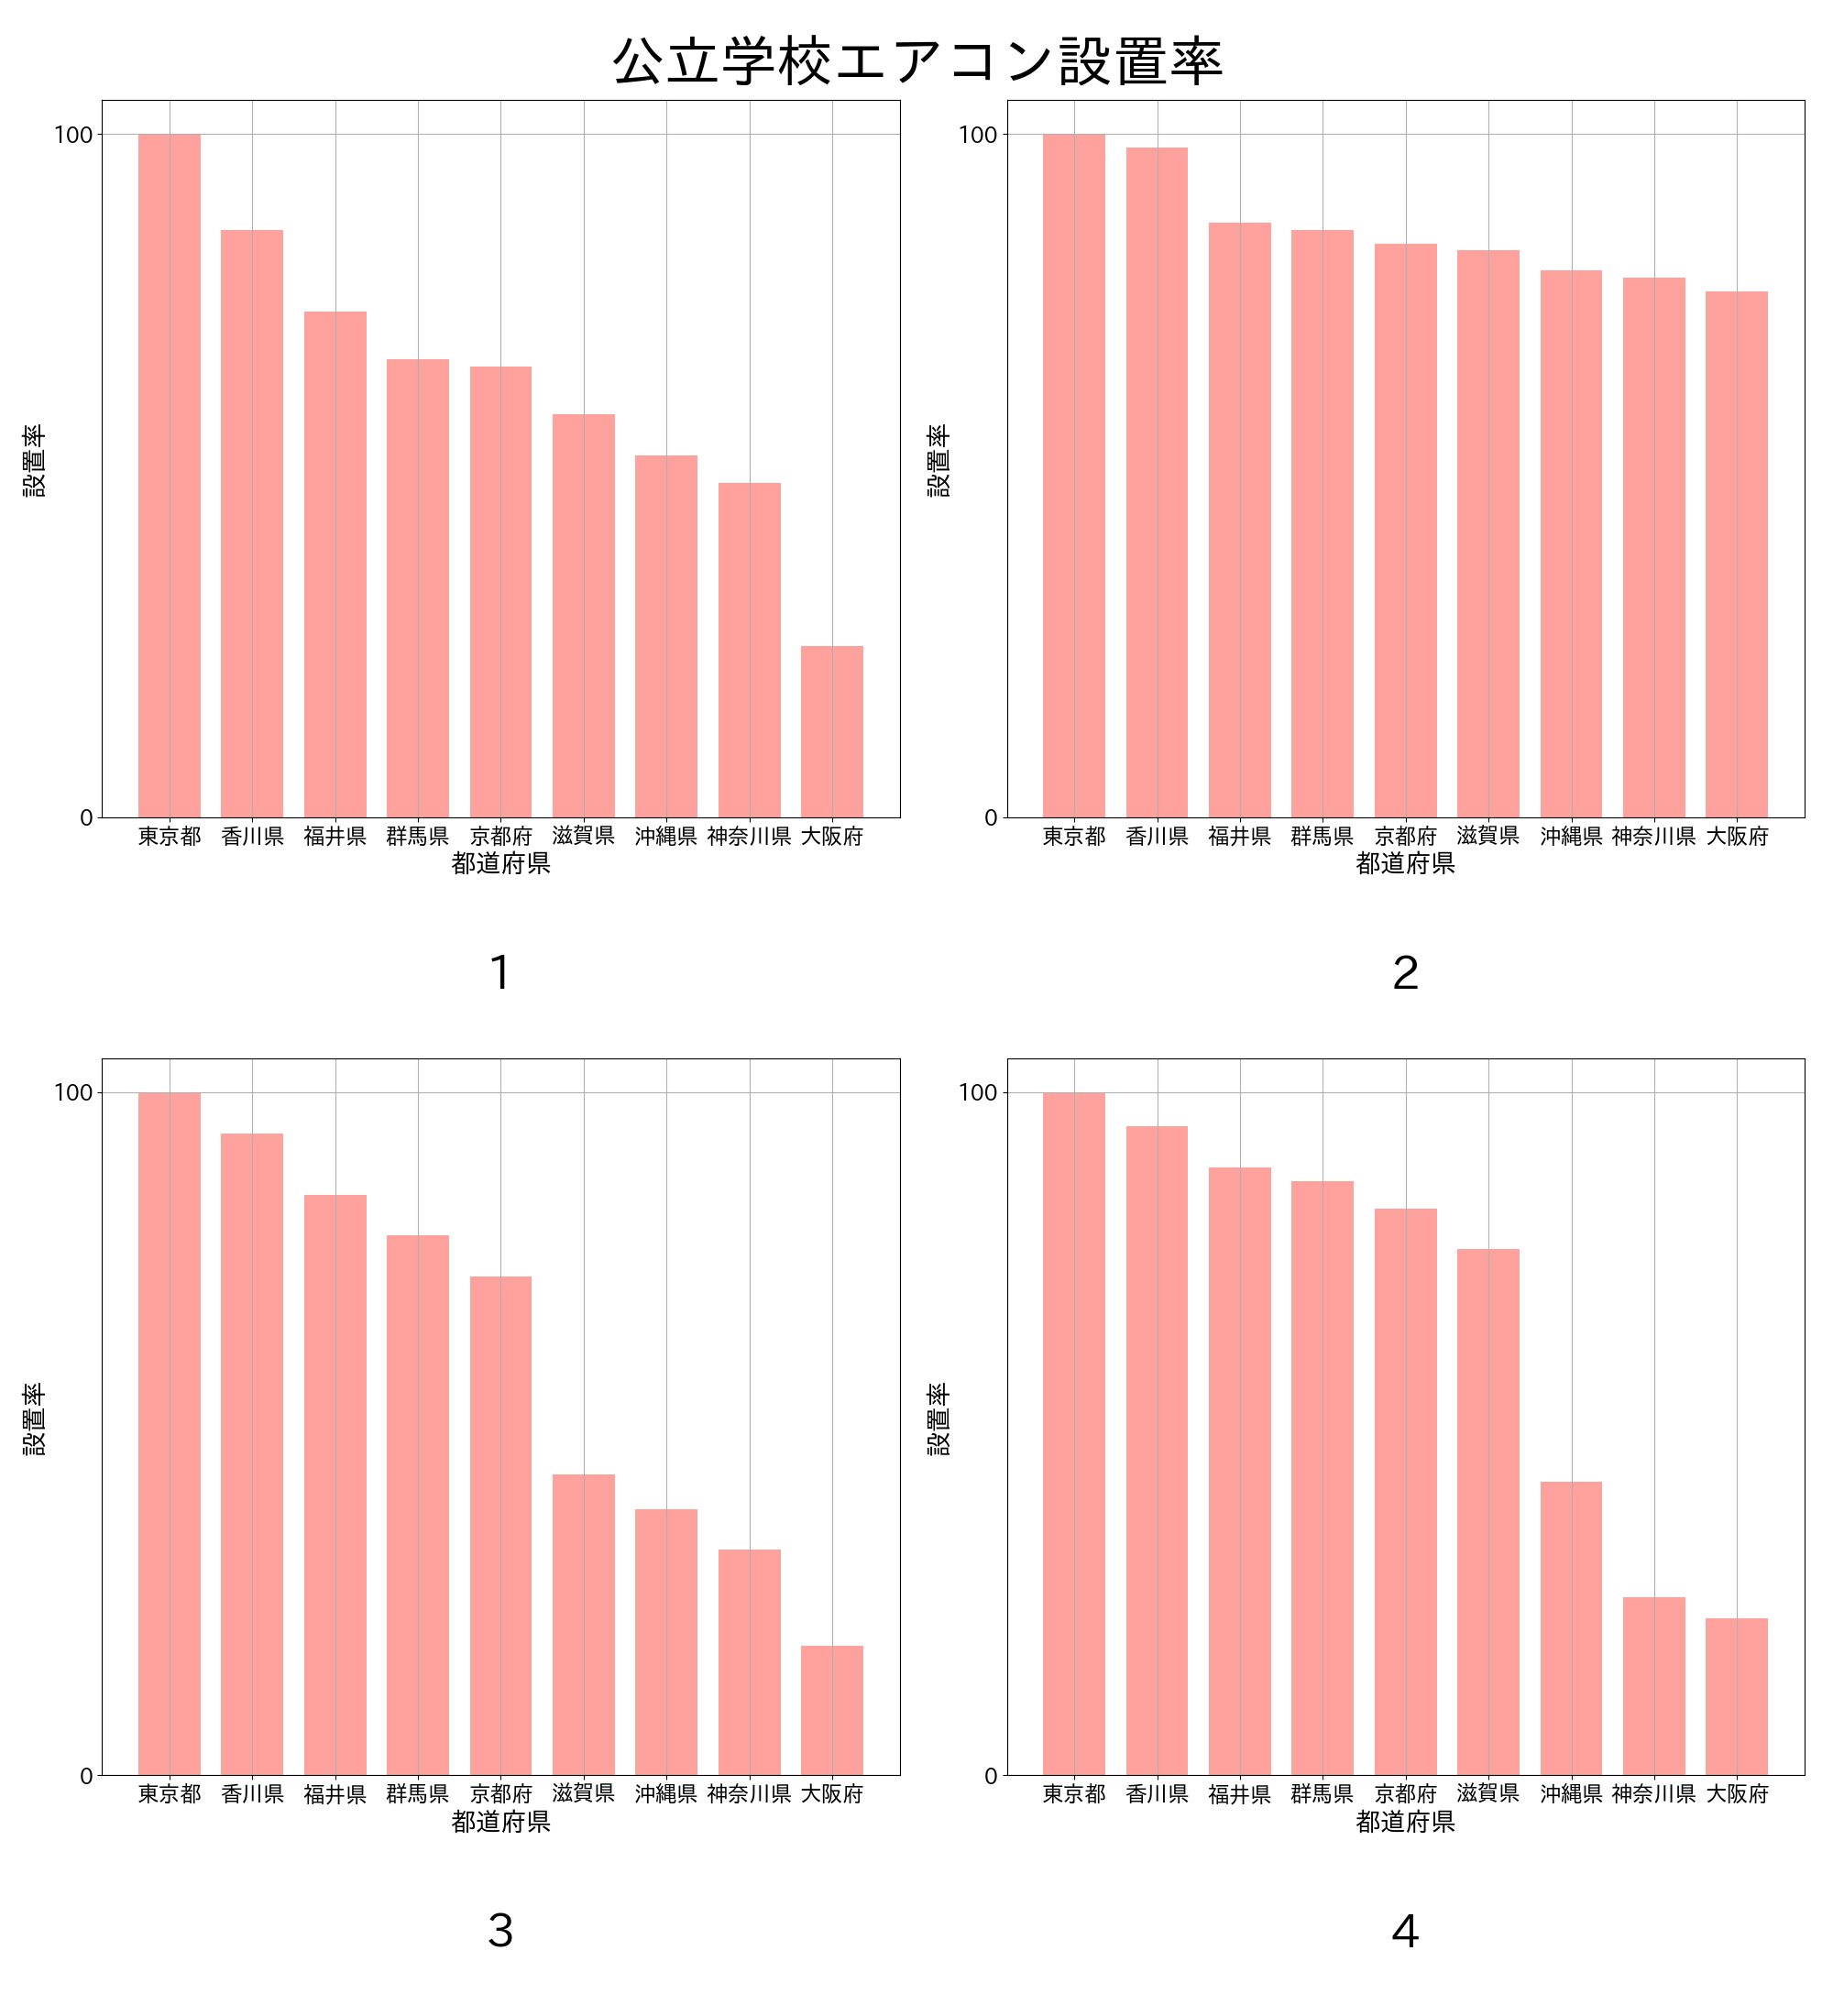 公立学校エアコン設置率
100
0
設置率
東京都 香川県 福井県 群馬県 京都府 滋賀県 沖縄県 神奈川県 大阪府
都道府県
1
100
0
設置率
東京都 香川県 福井県 群馬県 京都府 滋賀県 沖縄県 神奈川県 大阪府
都道府県
2
100
0
設置率
東京都 香川県 福井県 群馬県 京都府 滋賀県 沖縄県 神奈川県 大阪府
都道府県
3
100
0
設置率
東京都 香川県 福井県 群馬県 京都府 滋賀県 沖縄県 神奈川県 大阪府
都道府県
4